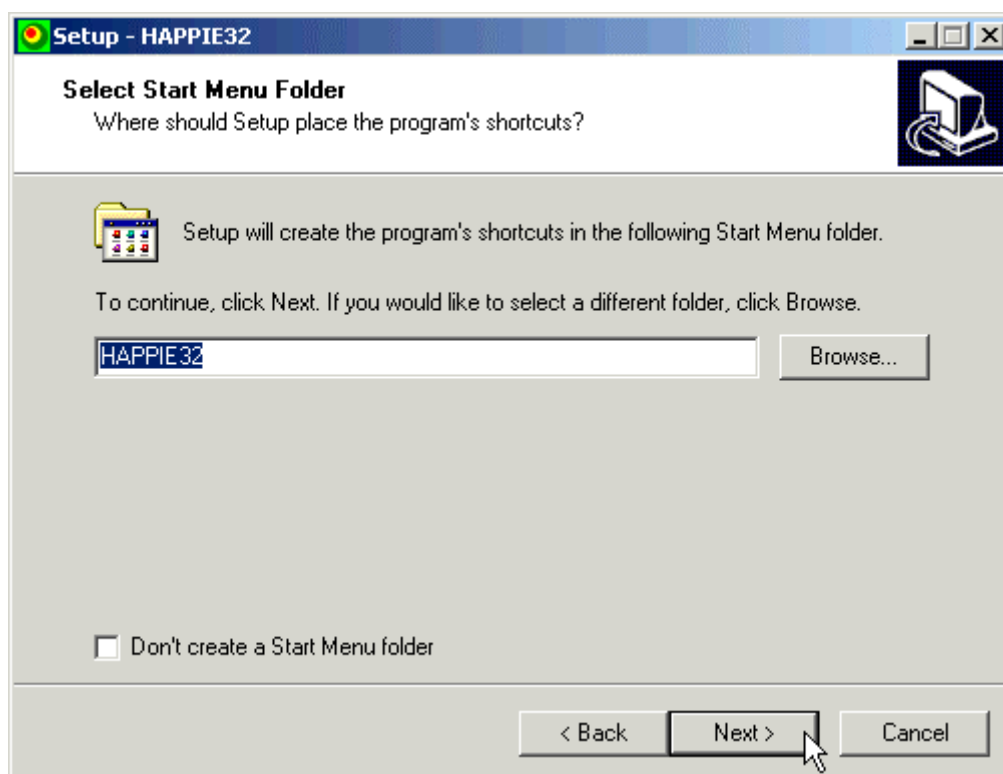 Setup - HAPPIE32
Select Start Menu Folder
Where should Setup place the program's shortcuts?
Setup will create the program's shortcuts in the following Start Menu folder.
To continue, click Next. If you would like to select a different folder, click Browse.
HAPPIE32
Browse...
Don't create a Start Menu folder
< Back
Next >
Cancel